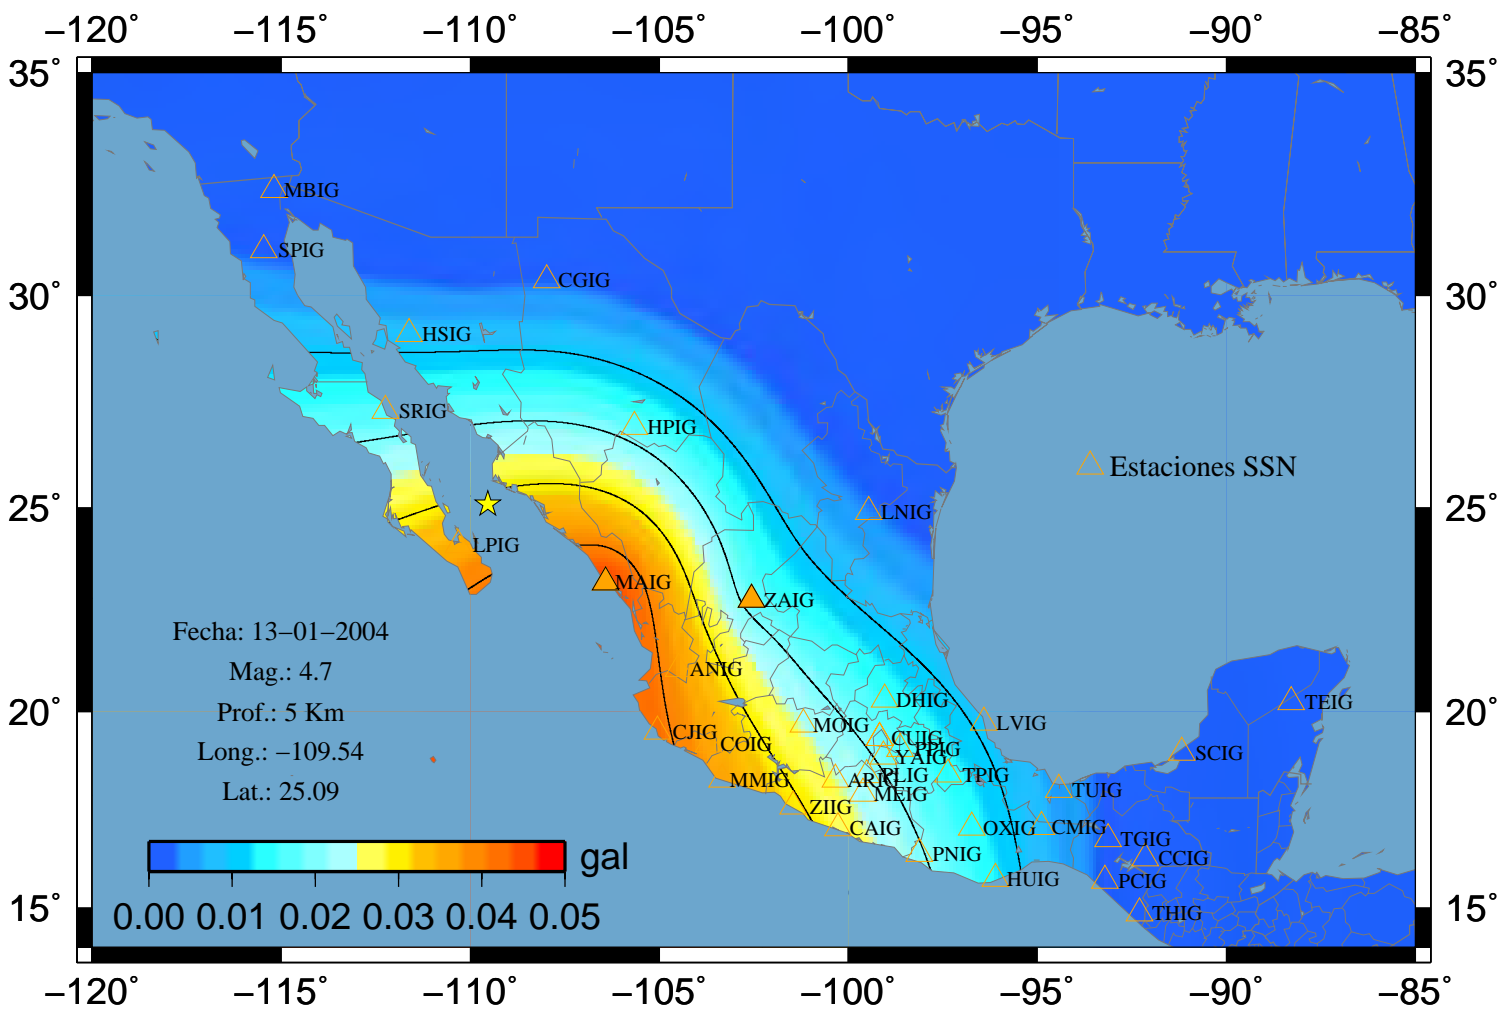 −120˚ −115˚ −110˚ −105˚ −100˚ −95˚ −90˚ −85˚
35˚ 35˚
MBIG
SPIG
CGIG
30˚ 30˚
HSIG
SRIG
HPIG
Estaciones SSN
25˚ LNIG 25˚
LPIG
MAIG
ZAIG
Fecha: 13−01−2004
Mag.: 4.7
ANIG
DHIG
TEIG
Prof.: 5 Km
20˚ MOIG LVIG 20˚
CJIG
COIG
CUIG
PPIG
SCIG
Long.: −109.54
YAIG
PLIG
TPIG
MMIG
ARIG
Lat.: 25.09
MEIG
TUIG
ZIIG
CAIG
OXIG
CMIG
TGIG
PNIG
CCIG
gal
HUIG
PCIG
0.00 0.01 0.02 0.03 0.04 0.05
15˚ THIG 15˚
−120˚ −115˚ −110˚ −105˚ −100˚ −95˚ −90˚ −85˚